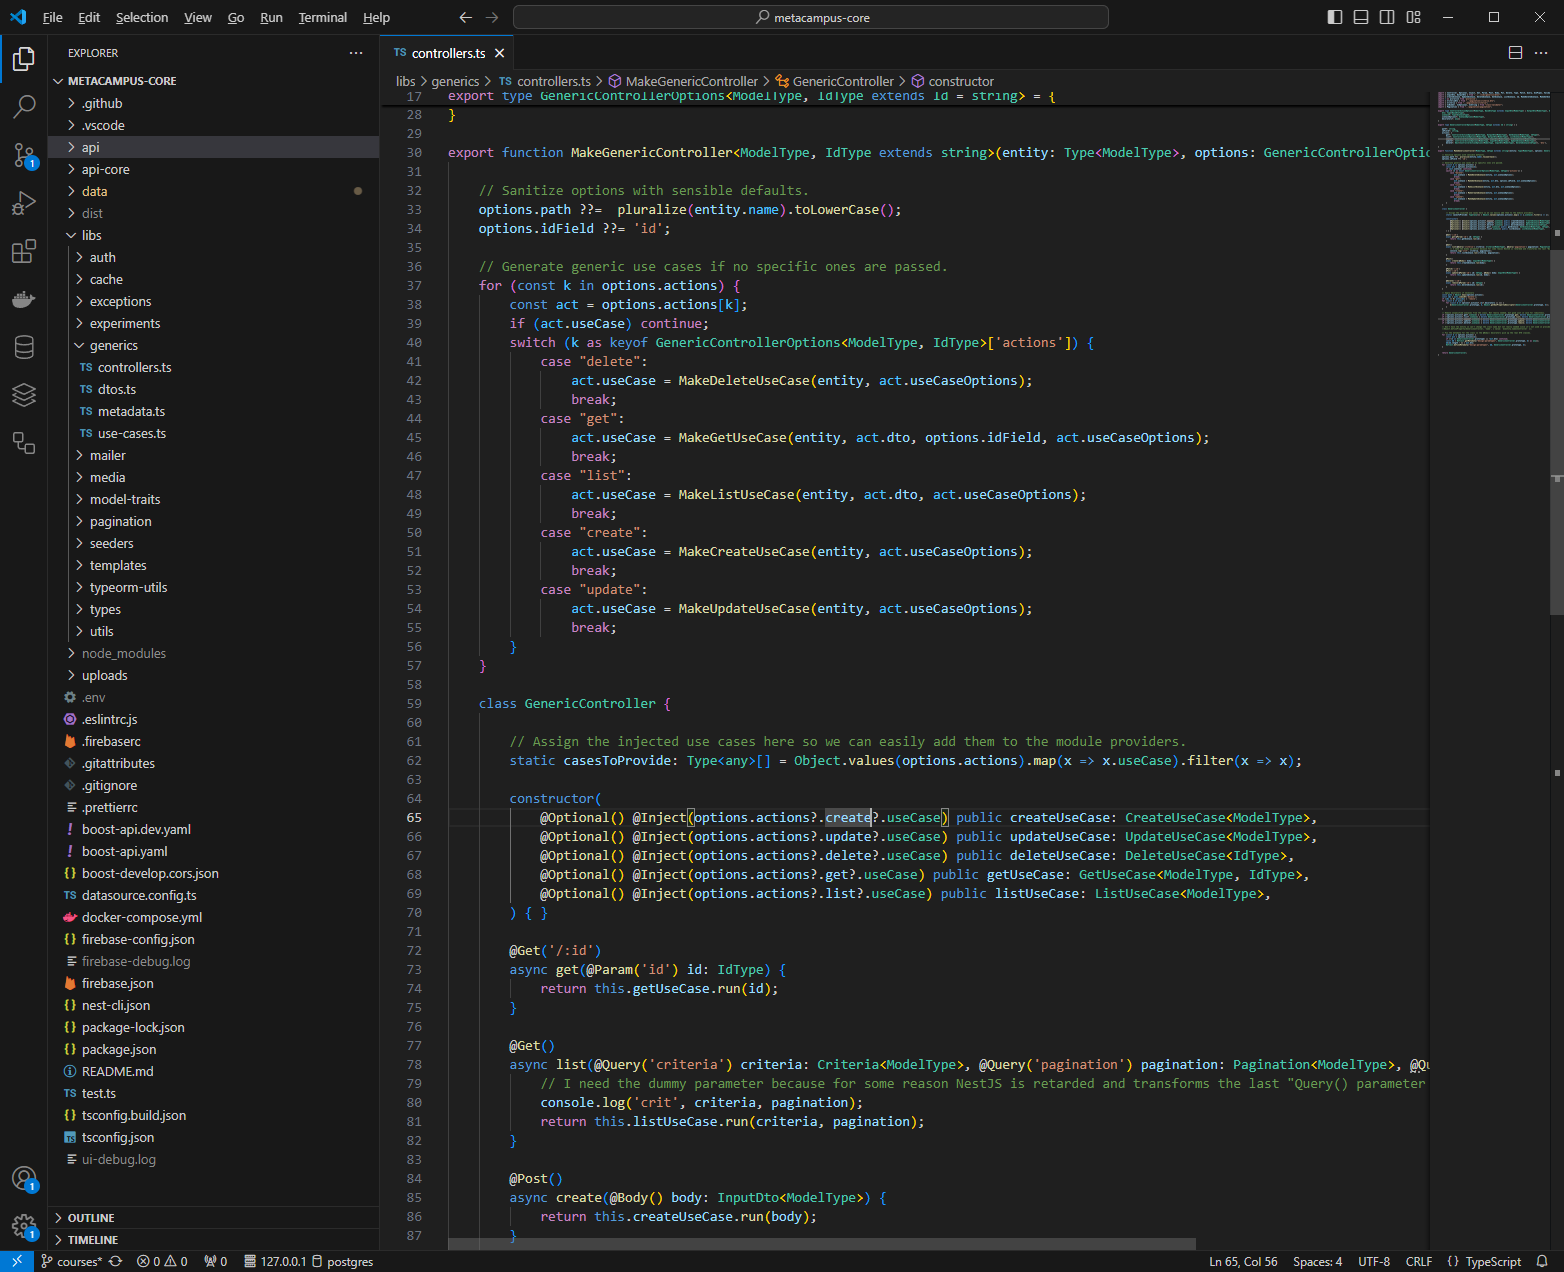 File Edit Selection View Go Run Terminal Help
metacampus-core
EXPLORER
METACAMPUS-CORE
.github
.vscode
api
api-core
data
dist
libs
auth
cache
exceptions
experiments
generics
TS controllers.ts
TS dtos.ts
TS metadata.ts
TS use-cases.ts
mailer
media
model-traits
pagination
seeders
templates
typeorm-utils
types
utils
node_modules
uploads
.env
.eslintrc.js
.firebaserc
.gitattributes
.gitignore
.prettierrc
! boost-api.dev.yaml
! boost-api.yaml
{} boost-develop.cors.json
TS datasource.config.ts
docker-compose.yml
{} firebase-config.json
firebase-debug.log
firebase.json
{} nest-cli.json
{} package-lock.json
{} package.json
README.md
TS test.ts
{} tsconfig.build.json
TS tsconfig.json
ui-debug.log
OUTLINE
TIMELINE
1
1
1
TS controllers.ts
libs > generics > TS controllers.ts > MakeGenericController > GenericController > constructor
17 export type GenericControllerOptions<ModelType, IdType extends Id = string> = {
28 }
29
30 export function MakeGenericController<ModelType, IdType extends string>(entity: Type<ModelType>, options: GenericControllerOptic
31
32 // Sanitize options with sensible defaults.
33 options.path ??=  pluralize(entity.name).toLowerCase();
34 options.idField ??= 'id';
35
36 // Generate generic use cases if no specific ones are passed.
37 for (const k in options.actions) {
38 const act = options.actions[k];
39 if (act.useCase) continue;
40 switch (k as keyof GenericControllerOptions<ModelType, IdType>['actions']) {
41 case "delete":
42 act.useCase = MakeDeleteUseCase(entity, act.useCaseOptions);
43 break;
44 case "get":
45 act.useCase = MakeGetUseCase(entity, act.dto, options.idField, act.useCaseOptions);
46 break;
47 case "list":
48 act.useCase = MakeListUseCase(entity, act.dto, act.useCaseOptions);
49 break;
50 case "create":
51 act.useCase = MakeCreateUseCase(entity, act.useCaseOptions);
52 break;
53 case "update":
54 act.useCase = MakeUpdateUseCase(entity, act.useCaseOptions);
55 break;
56 }
57 }
58
59 class GenericController {
60
61 // Assign the injected use cases here so we can easily add them to the module providers.
62 static casesToProvide: Type<any>[] = Object.values(options.actions).map(x => x.useCase).filter(x => x);
63
64 constructor(
65 @Optional() @Inject(options.actions?.create?.useCase) public createUseCase: CreateUseCase<ModelType>,
66 @Optional() @Inject(options.actions?.update?.useCase) public updateUseCase: UpdateUseCase<ModelType>,
67 @Optional() @Inject(options.actions?.delete?.useCase) public deleteUseCase: DeleteUseCase<IdType>,
68 @Optional() @Inject(options.actions?.get?.useCase) public getUseCase: GetUseCase<ModelType, IdType>,
69 @Optional() @Inject(options.actions?.list?.useCase) public listUseCase: ListUseCase<ModelType>,
70 ) { }
71
72 @Get('/:id')
73 async get(@Param('id') id: IdType) {
74 return this.getUseCase.run(id);
75 }
76
77 @Get()
78 async list(@Query('criteria') criteria: Criteria<ModelType>, @Query('pagination') pagination: Pagination<ModelType>, @Qu
79 // I need the dummy parameter because for some reason NestJS is retarded and transforms the last "Query() parameter
80 console.log('crit', criteria, pagination);
81 return this.listUseCase.run(criteria, pagination);
82 }
83
84 @Post()
85 async create(@Body() body: InputDto<ModelType>) {
86 return this.createUseCase.run(body);
87 }
courses* 0 0 0 127.0.0.1 postgres Ln 65, Col 56 Spaces: 4 UTF-8 CRLF {} TypeScript